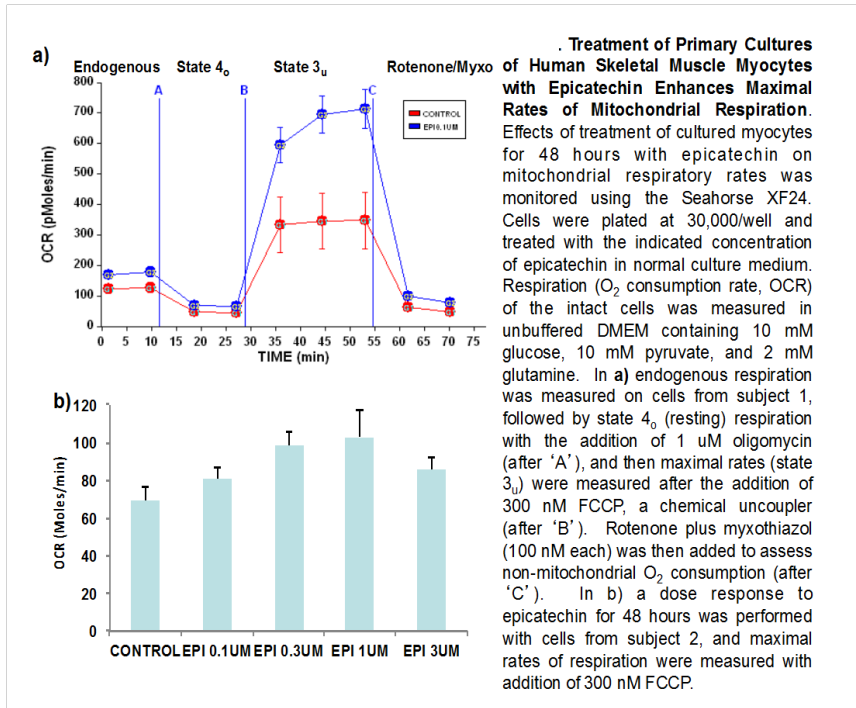 a)
Endogenous State 4o State 3u Rotenone/Myxo
800
700
600
500
400
300
200
100
0
OCR (pMoles/min)
A B C
CONTROL
EPI0.1UM
0 5 10 15 20 25 30 35 40 45 50 55 60 65 70 75
TIME (min)
b)
120
100
80
60
40
20
0
OCR (Moles/min)
CONTROL EPI 0.1UM EPI 0.3UM EPI 1UM EPI 3UM
. Treatment of Primary Cultures
of Human Skeletal Muscle Myocytes
with Epicatechin Enhances Maximal
Rates of Mitochondrial Respiration.
Effects of treatment of cultured myocytes
for 48 hours with epicatechin on
mitochondrial respiratory rates was
monitored using the Seahorse XF24.
Cells were plated at 30,000/well and
treated with the indicated concentration
of epicatechin in normal culture medium.
Respiration (O2 consumption rate, OCR)
of the intact cells was measured in
unbuffered DMEM containing 10 mM
glucose, 10 mM pyruvate, and 2 mM
glutamine. In a) endogenous respiration
was measured on cells from subject 1,
followed by state 4o (resting) respiration
with the addition of 1 uM oligomycin
(after ‘A’), and then maximal rates (state
3u) were measured after the addition of
300 nM FCCP, a chemical uncoupler
(after ‘B’). Rotenone plus myxothiazol
(100 nM each) was then added to assess
non-mitochondrial O2 consumption (after
‘C’). In b) a dose response to
epicatechin for 48 hours was performed
with cells from subject 2, and maximal
rates of respiration were measured with
addition of 300 nM FCCP.